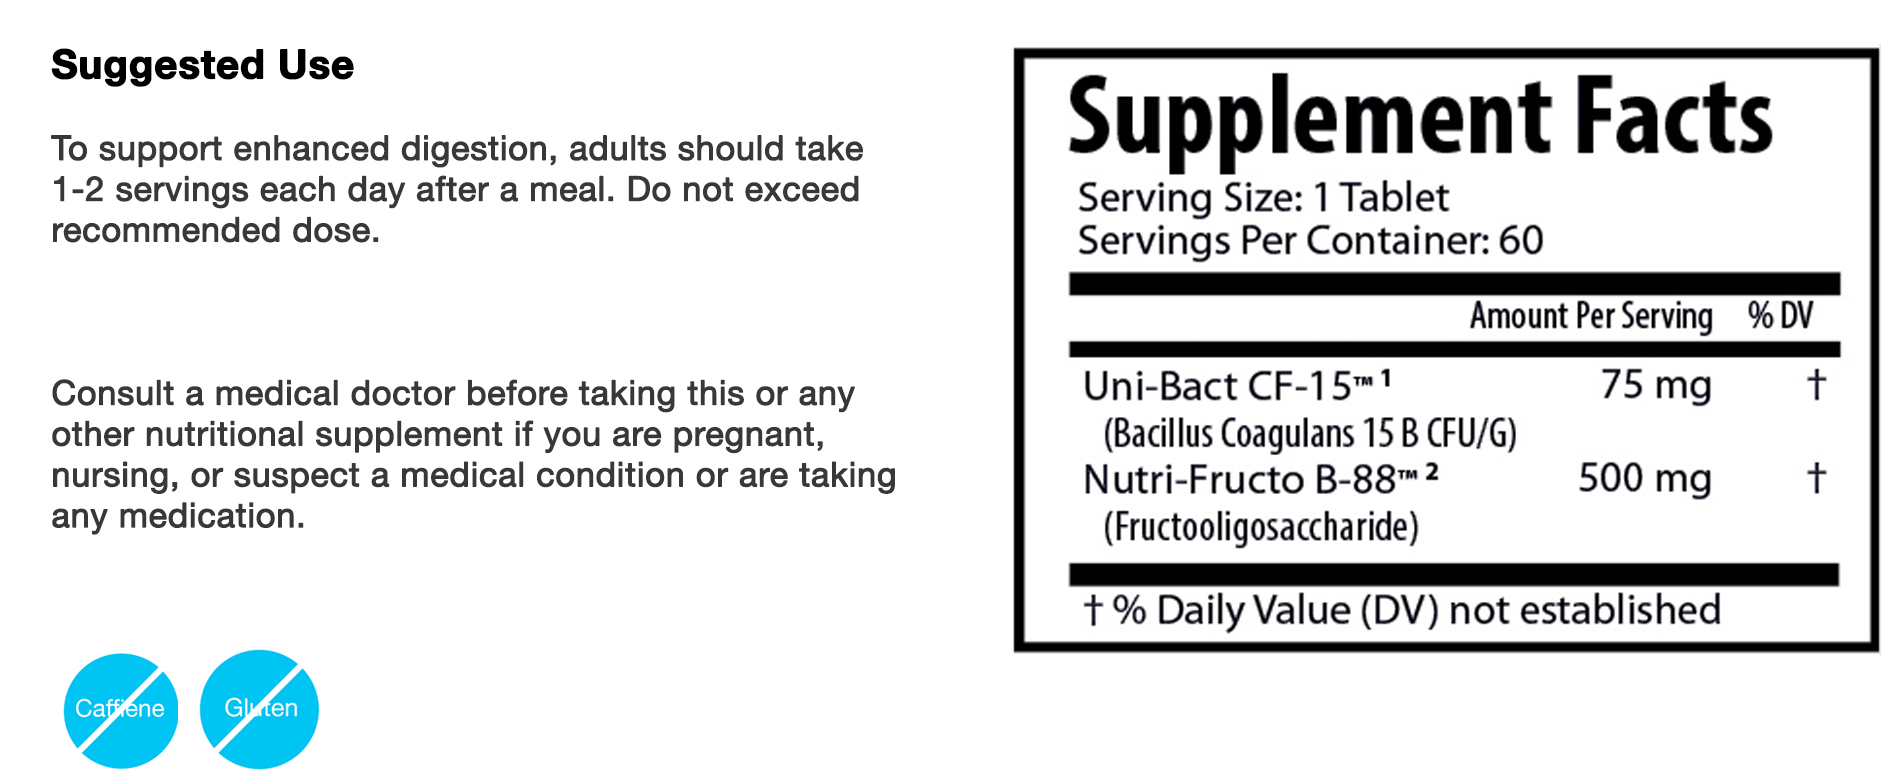 Suggested Use
To support enhanced digestion, adults should take
1-2 servings each day after a meal. Do not exceed
recommended dose.
Consult a medical doctor before taking this or any
other nutritional supplement if you are pregnant,
nursing, or suspect a medical condition or are taking
any medication.
Caffiene
Gluten
Supplement Facts
Serving Size: 1 Tablet
Servings Per Container: 60
Amount Per Serving % DV
Uni-Bact CF-15™ ¹ 75 mg †
(Bacillus Coagulans 15 B CFU/G)
Nutri-Fructo B-88™ ² 500 mg †
(Fructooligosaccharide)
† % Daily Value (DV) not established